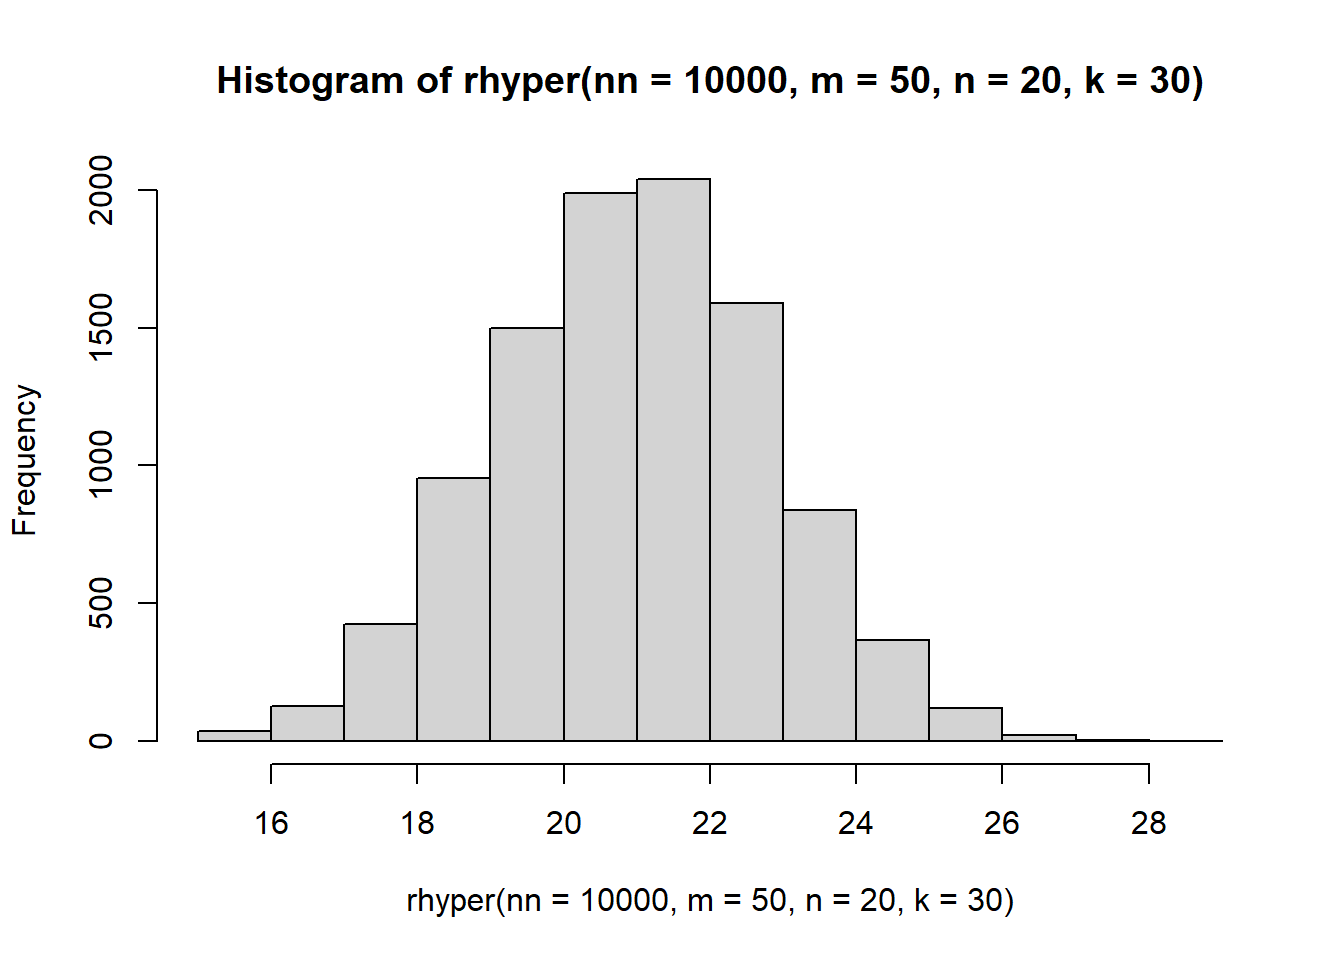 Histogram of rhyper(nn = 10000, m = 50, n = 20, k = 30)
Frequency
2000
1500
1000
500
0
16 18 20 22 24 26 28
rhyper(nn = 10000, m = 50, n = 20, k = 30)